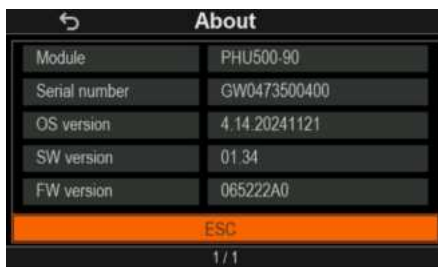 About
Module PHU500-90
Serial number GW0473500400
OS version 4.14.20241121
SW version 01.34
FW version 065222A0
ESC
1 / 1